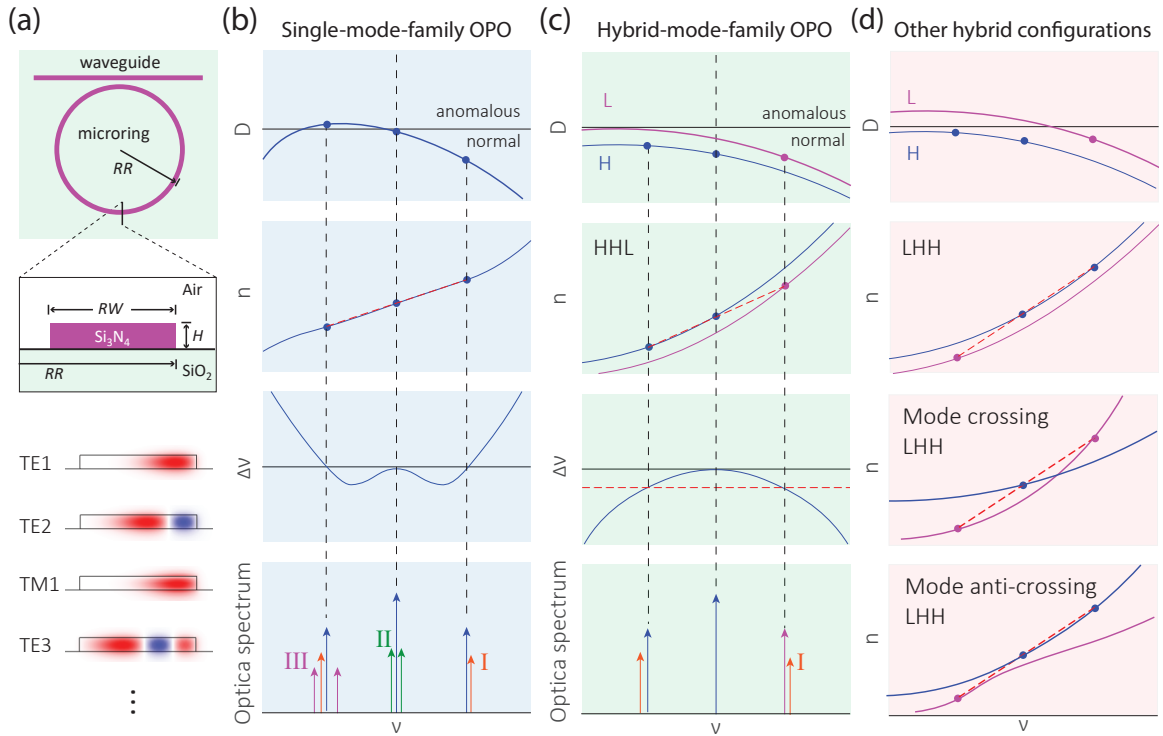 (a)
waveguide
microring
RR
Air
RW
Si₃N₄
H
RR
SiO₂
TE1
TE2
TM1
TE3
(b)
Single-mode-family OPO
D
anomalous
normal
n
Δν
Optical spectrum
III
II
I
ν
(c)
Hybrid-mode-family OPO
D
L
anomalous
normal
H
HHL
n
Δν
Optica spectrum
I
ν
(d)
Other hybrid configurations
D
L
H
LHH
n
Mode crossing
LHH
n
Mode anti-crossing
LHH
n
ν